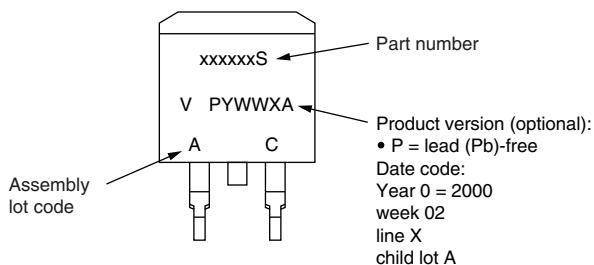 xxxxxxS
Part number
V PYWWXA
A C
Assembly
lot code
Product version (optional):
• P = lead (Pb)-free
Date code:
Year 0 = 2000
week 02
line X
child lot A